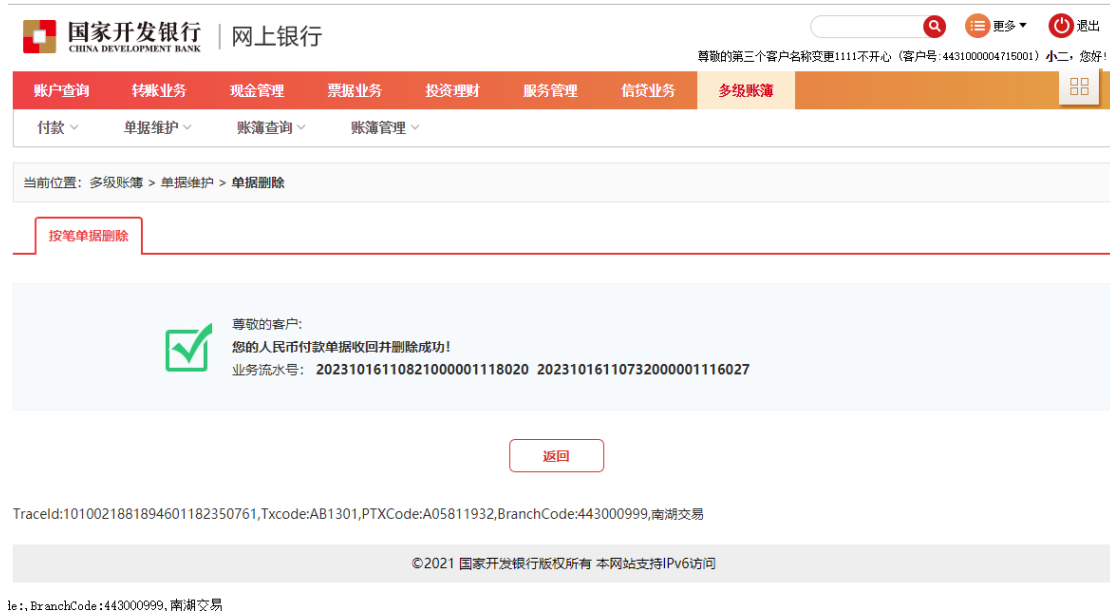 国家开发银行 网上银行
CHINA DEVELOPMENT BANK
更多 退出
尊敬的第三个客户名称变更1111不开心（客户号:4431000004715001）小二，您好!
账户查询 转账业务 现金管理 票据业务 投资理财 服务管理 信贷业务 多级账簿
付款 单据维护 账簿查询 账簿管理
当前位置：多级账簿 > 单据维护 > 单据删除
按笔单据删除
尊敬的客户:
您的人民币付款单据收回并删除成功!
业务流水号： 20231016110821000001118020 20231016110732000001116027
返回
TraceId:1010021881894601182350761,Txcode:AB1301,PTXCode:A05811932,BranchCode:443000999,南湖交易
©2021 国家开发银行版权所有 本网站支持IPv6访问
le:,BranchCode:443000999,南湖交易